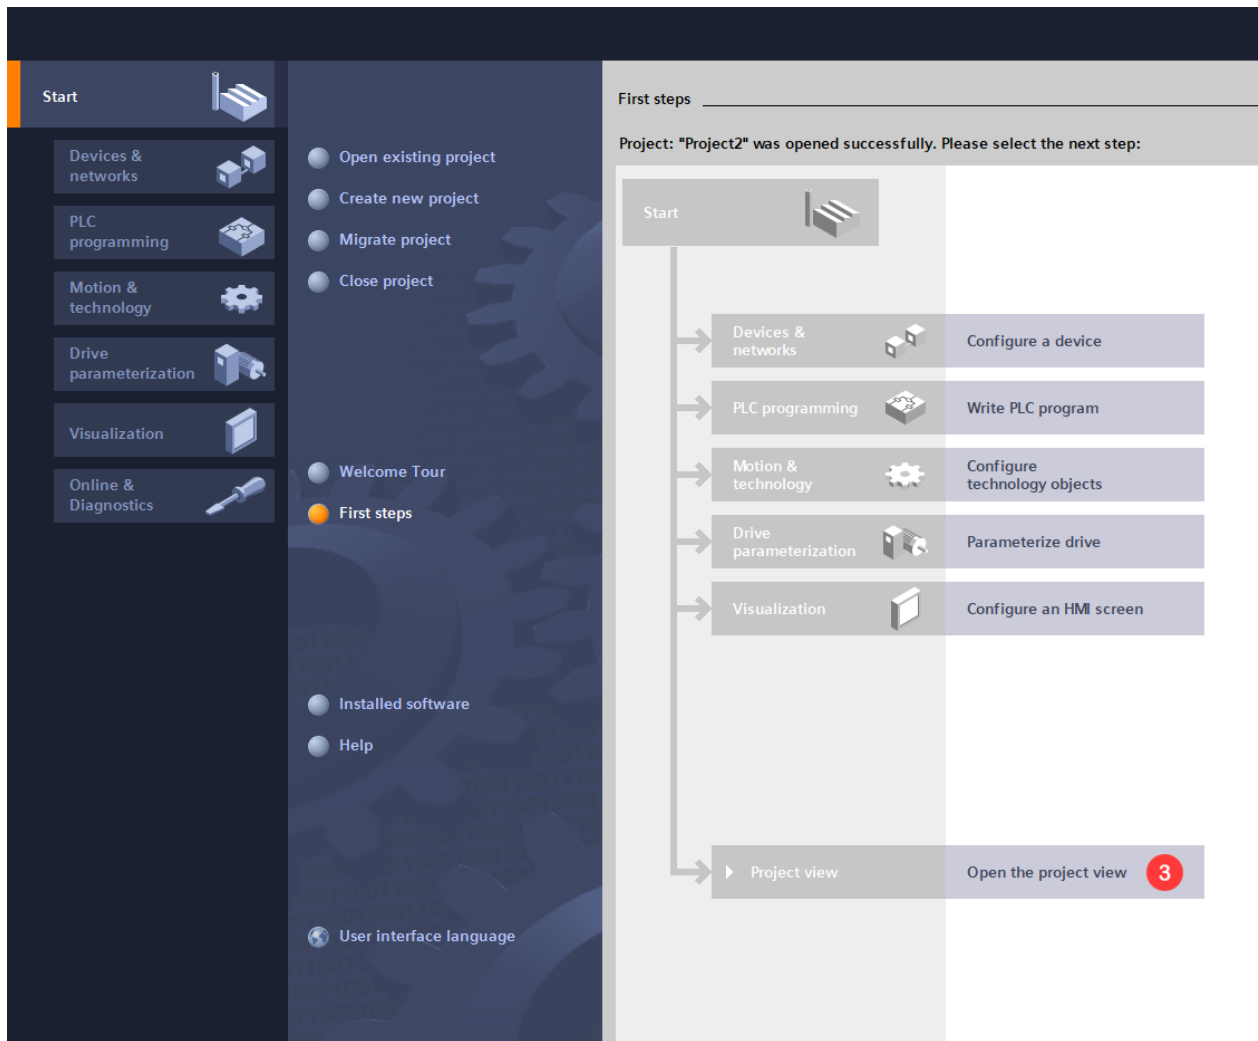 Start
Devices &
networks
PLC
programming
Motion &
technology
Drive
parameterization
Visualization
Online &
Diagnostics
Open existing project
Create new project
Migrate project
Close project
Welcome Tour
First steps
Installed software
Help
User interface language
First steps
Project: "Project2" was opened successfully. Please select the next step:
Start
Devices &
networks
Configure a device
PLC programming
Write PLC program
Motion &
technology
Configure
technology objects
Drive
parameterization
Parameterize drive
Visualization
Configure an HMI screen
Project view
Open the project view
3